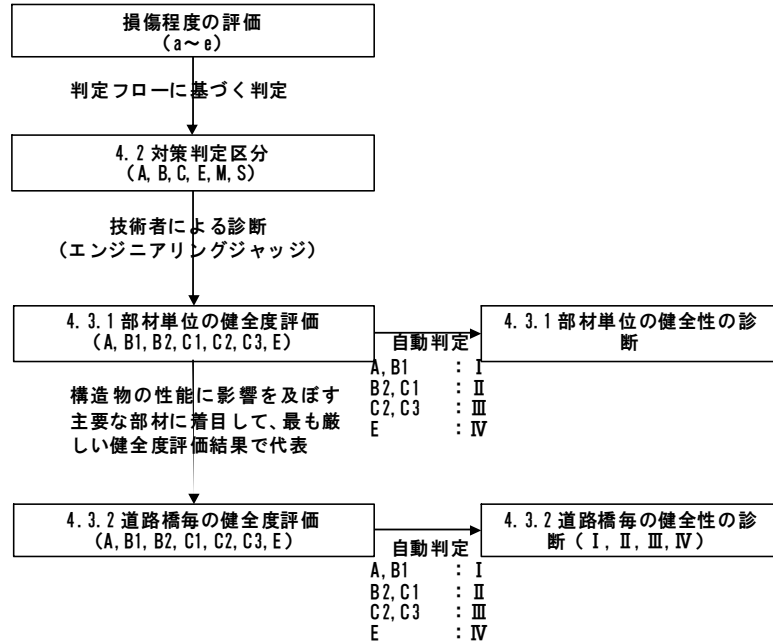 損傷程度の評価
(a～e)
判定フローに基づく判定
4.2 対策判定区分
(A, B, C, E, M, S)
技術者による診断
(エンジニアリングジャッジ)
4.3.1 部材単位の健全度評価
(A, B1, B2, C1, C2, C3, E)
自動判定
A, B1 : Ⅰ
B2, C1 : Ⅱ
C2, C3 : Ⅲ
E : Ⅳ
4.3.1 部材単位の健全性の診
断
構造物の性能に影響を及ぼす
主要な部材に着目して、最も厳
しい健全度評価結果で代表
4.3.2 道路橋毎の健全度評価
(A, B1, B2, C1, C2, C3, E)
自動判定
A, B1 : Ⅰ
B2, C1 : Ⅱ
C2, C3 : Ⅲ
E : Ⅳ
4.3.2 道路橋毎の健全性の診
断 (Ⅰ, Ⅱ, Ⅲ, Ⅳ)